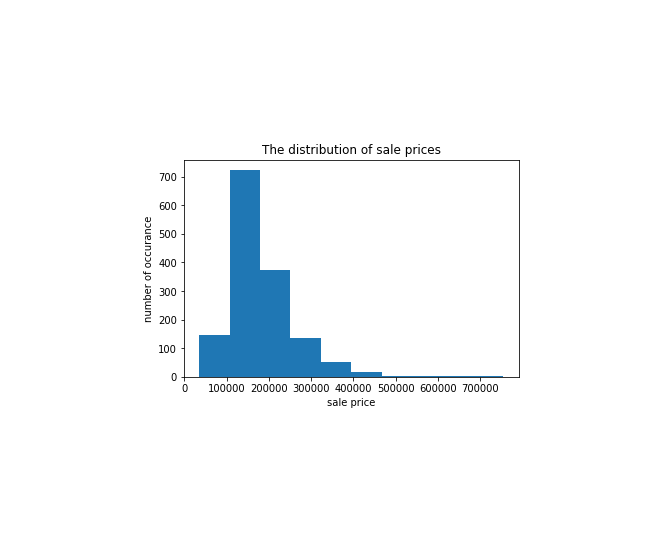 The distribution of sale prices
700
600
500
400
300
200
100
0
number of occurance
0 100000 200000 300000 400000 500000 600000 700000
sale price